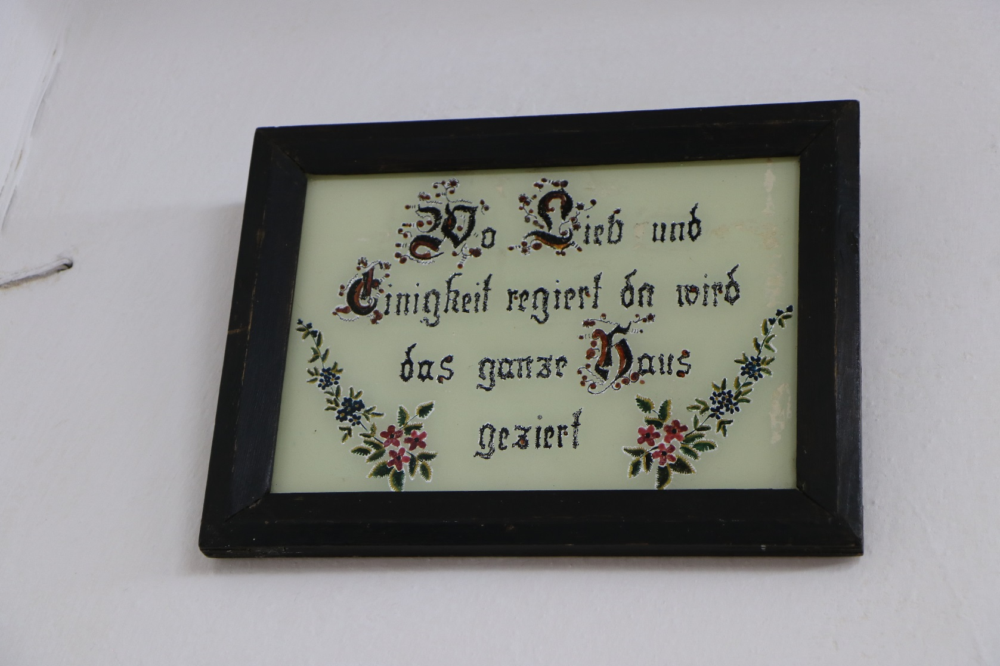 Wo Lieb und
Einigkeit regiert da wird
das ganze Haus
geziert